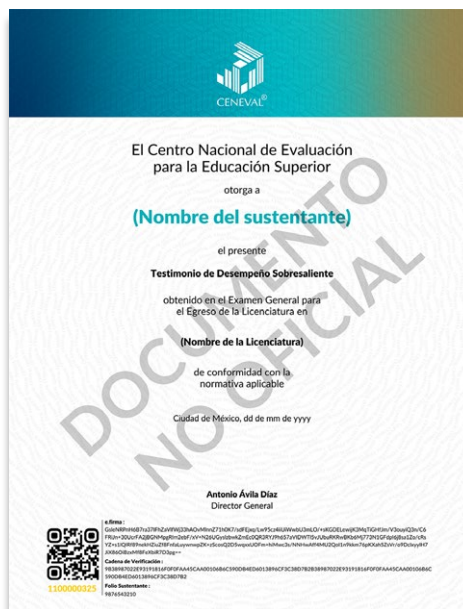 CENEVAL®
El Centro Nacional de Evaluación
para la Educación Superior
otorga a
(Nombre del sustentante)
el presente
Testimonio de Desempeño Sobresaliente
obtenido en el Examen General para
el Egreso de la Licenciatura en
(Nombre de la Licenciatura)
de conformidad con la
normativa aplicable
Ciudad de México, dd de mm de yyyy
DOCUMENTO
NO OFICIAL
Antonio Ávila Díaz
Director General
e.firma:
Cadena de Verificación:
Folio Sustentante:
9876543210
1100000325